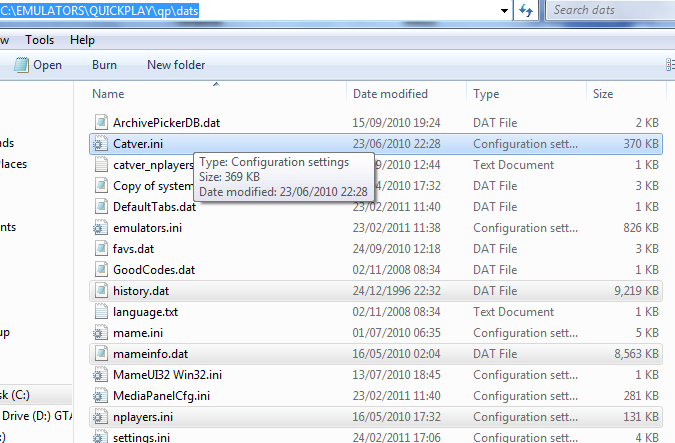 C:\EMULATORS\QUICKPLAY\qp\dats Search dats
w Tools Help
Open Burn New folder
Name Date modified Type Size
ArchivePickerDB.dat 15/09/2010 19:24 DAT File 2 KB
nds Catver.ini 23/06/2010 22:28 Configuration sett... 370 KB
Places catver_nplayers /09/2010 12:44 Text Document 1 KB
Type: Configuration settings
Size: 369 KB
Date modified: 23/06/2010 22:28
Copy of system /04/2010 17:32 DAT File 3 KB
DefaultTabs.dat 23/02/2011 11:40 DAT File 1 KB
nts emulators.ini 23/02/2011 11:38 Configuration sett... 826 KB
favs.dat 24/09/2010 12:18 DAT File 3 KB
GoodCodes.dat 02/11/2008 08:34 DAT File 1 KB
history.dat 24/12/1996 22:32 DAT File 9,219 KB
language.txt 02/11/2008 08:34 Text Document 1 KB
up mame.ini 01/07/2010 06:35 Configuration sett... 5 KB
mameinfo.dat 16/05/2010 02:04 DAT File 8,563 KB
MameUI32 Win32.ini 13/07/2010 18:45 Configuration sett... 1 KB
sk (C:) MediaPanelCfg.ini 23/02/2011 11:40 Configuration sett... 281 KB
Drive (D:) GTA nplayers.ini 16/05/2010 17:32 Configuration sett... 131 KB
:) settings.ini 24/02/2011 17:06 Configuration sett... 4 KB